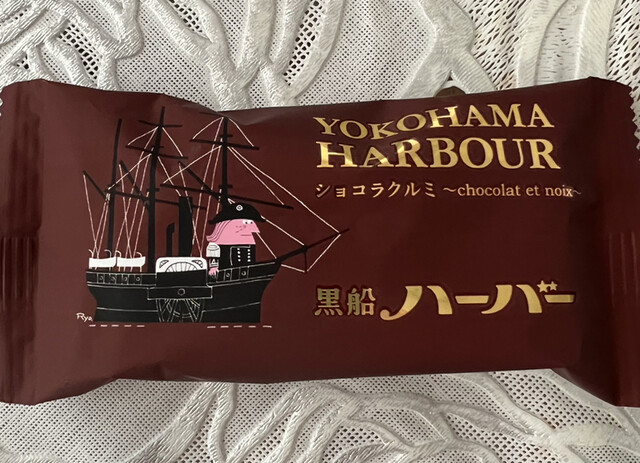 YOKOHAMA
HARBOUR
ショコラクルミ ～chocolat et noix～
黒船ハーバー
Rya